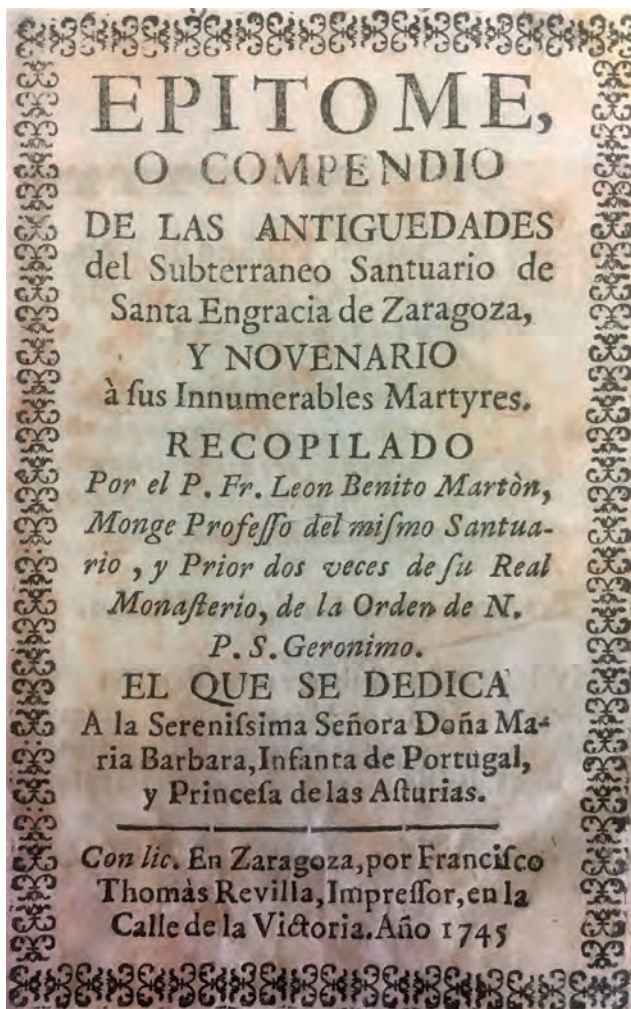 EPITOME,
O COMPENDIO
DE LAS ANTIGUEDADES
del Subterraneo Santuario de
Santa Engracia de Zaragoza,
Y NOVENARIO
à ſus Innumerables Martyres.
RECOPILADO
Por el P. Fr. Leon Benito Martòn,
Monge Profeſſo del miſmo Santua-
rio, y Prior dos veces de ſu Real
Monaſterio, de la Orden de N.
P. S. Geronimo.
EL QUE SE DEDICA
A la Sereniſsima Señora Doña Ma-
ria Barbara, Infanta de Portugal,
y Princeſa de las Aſturias.
Con lic. En Zaragoza, por Franciſco
Thomàs Revilla, Impreſſor, en la
Calle de la Victoria. Año 1745